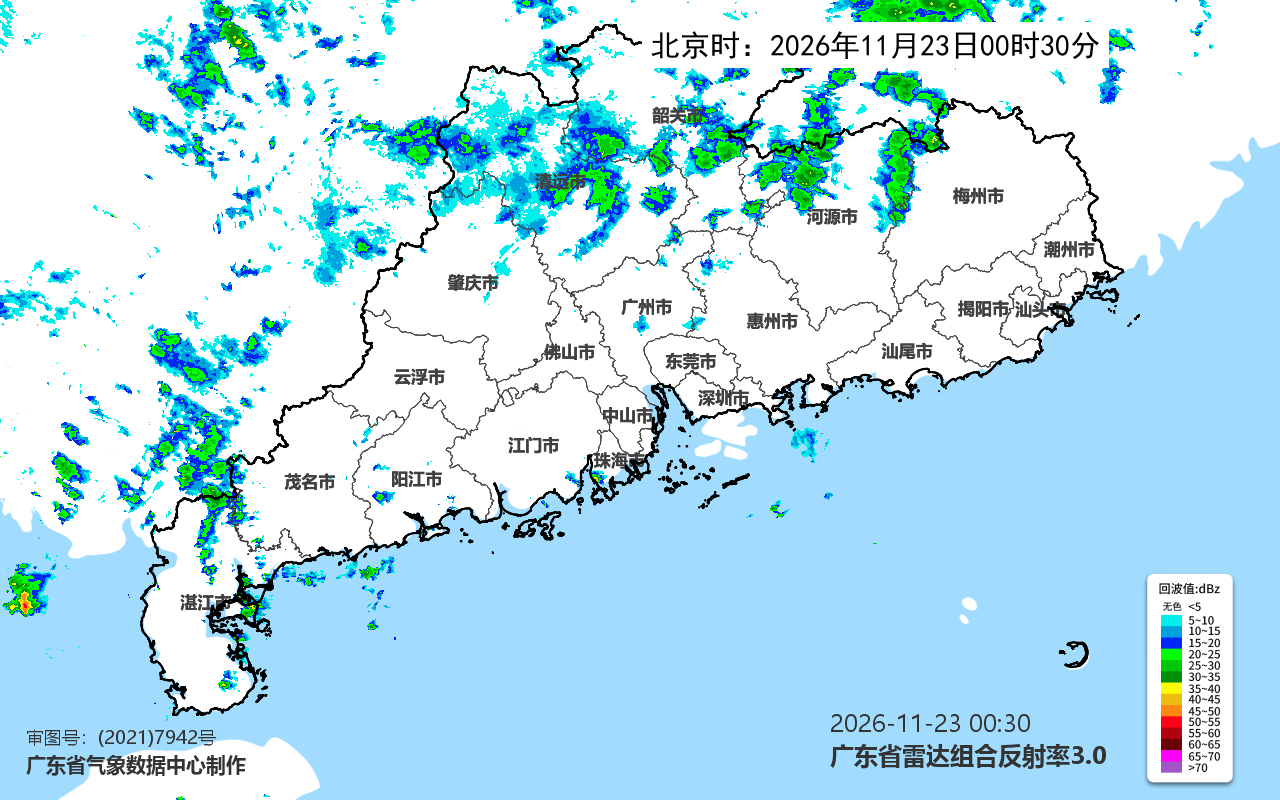 北京时：2026年11月23日00时30分
韶关市
清远市
梅州市
河源市
潮州市
肇庆市
广州市
揭阳市
汕头市
惠州市
佛山市
东莞市
汕尾市
云浮市
深圳市
中山市
江门市
珠海市
阳江市
茂名市
湛江市
回波值:dBz
无色 <5
5~10
10~15
15~20
20~25
25~30
30~35
35~40
40~45
45~50
50~55
55~60
60~65
65~70
>70
2026-11-23 00:30
广东省雷达组合反射率3.0
审图号：(2021)7942号
广东省气象数据中心制作